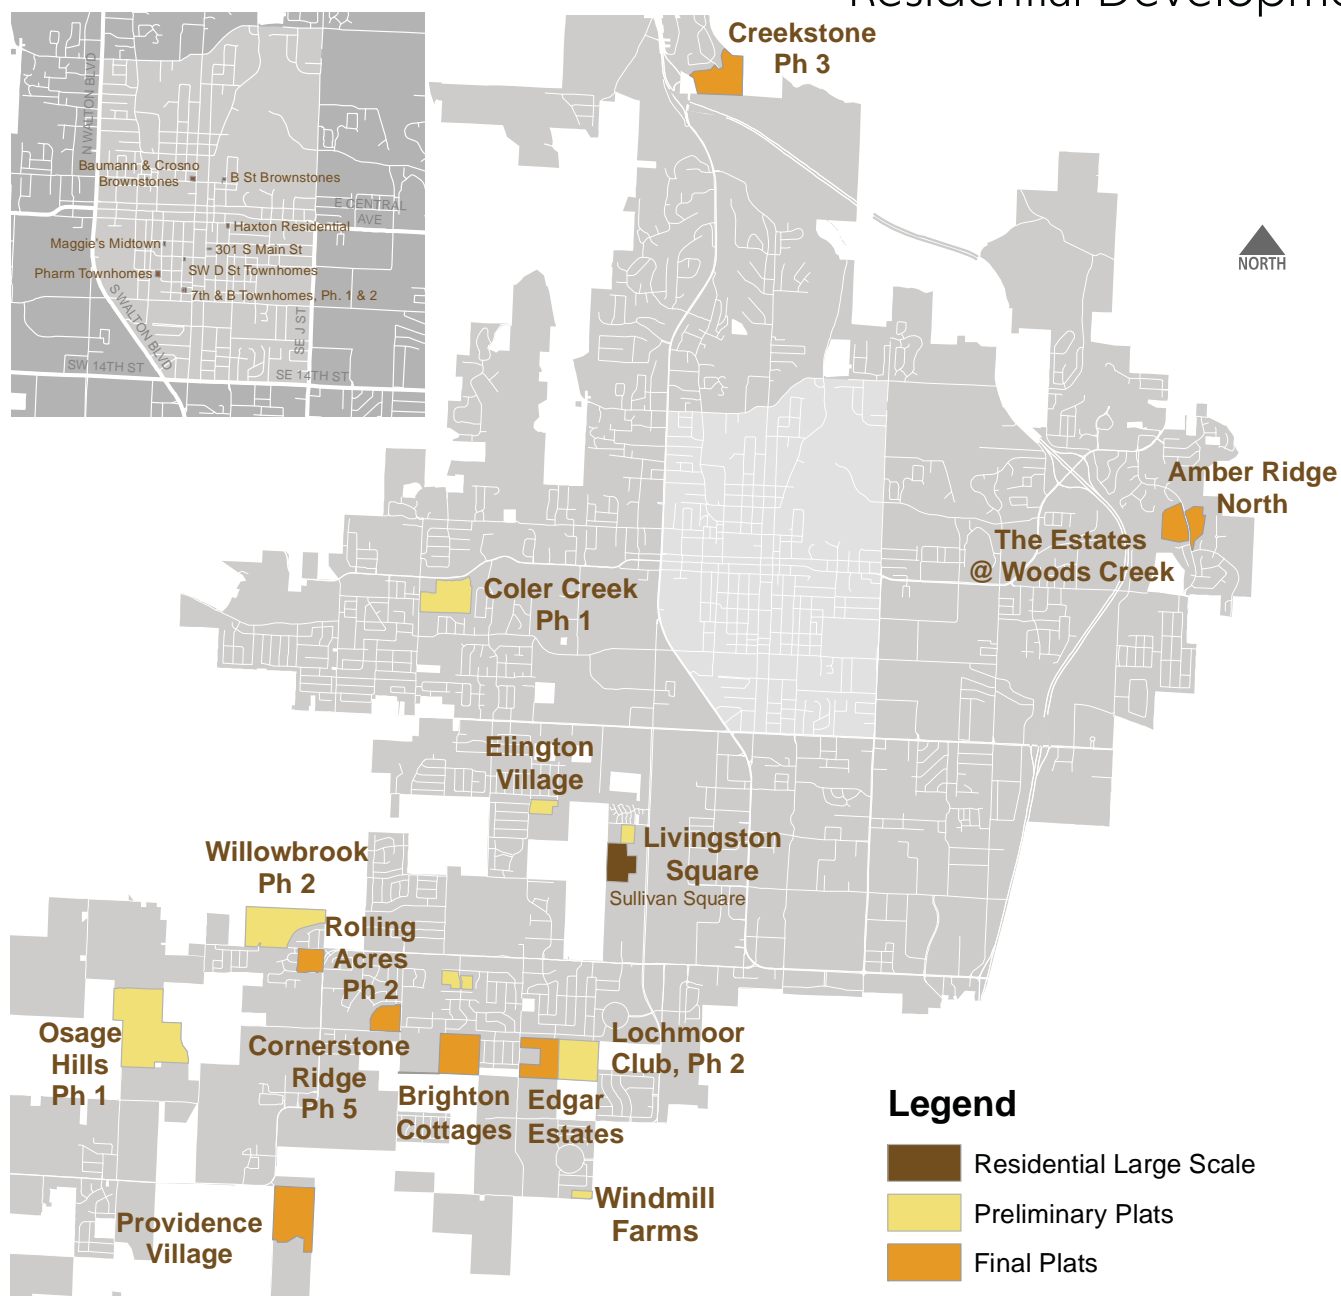 Residential Developme
Creekstone
Ph 3
N WALTON BLVD
Baumann & Crosno
Brownstones
B St Brownstones
E CENTRAL
AVE
Haxton Residential
Maggie's Midtown
301 S Main St
Pharm Townhomes
SW D St Townhomes
7th & B Townhomes, Ph. 1 & 2
S WALTON BLVD
SE J ST
SW 14TH ST
SE 14TH ST
NORTH
Amber Ridge
North
The Estates
@ Woods Creek
Coler Creek
Ph 1
Elington
Village
Livingston
Square
Sullivan Square
Willowbrook
Ph 2
Rolling
Acres
Ph 2
Osage
Hills
Ph 1
Cornerstone
Ridge
Ph 5
Lochmoor
Club, Ph 2
Brighton
Cottages
Edgar
Estates
Windmill
Farms
Providence
Village
Legend
Residential Large Scale
Preliminary Plats
Final Plats